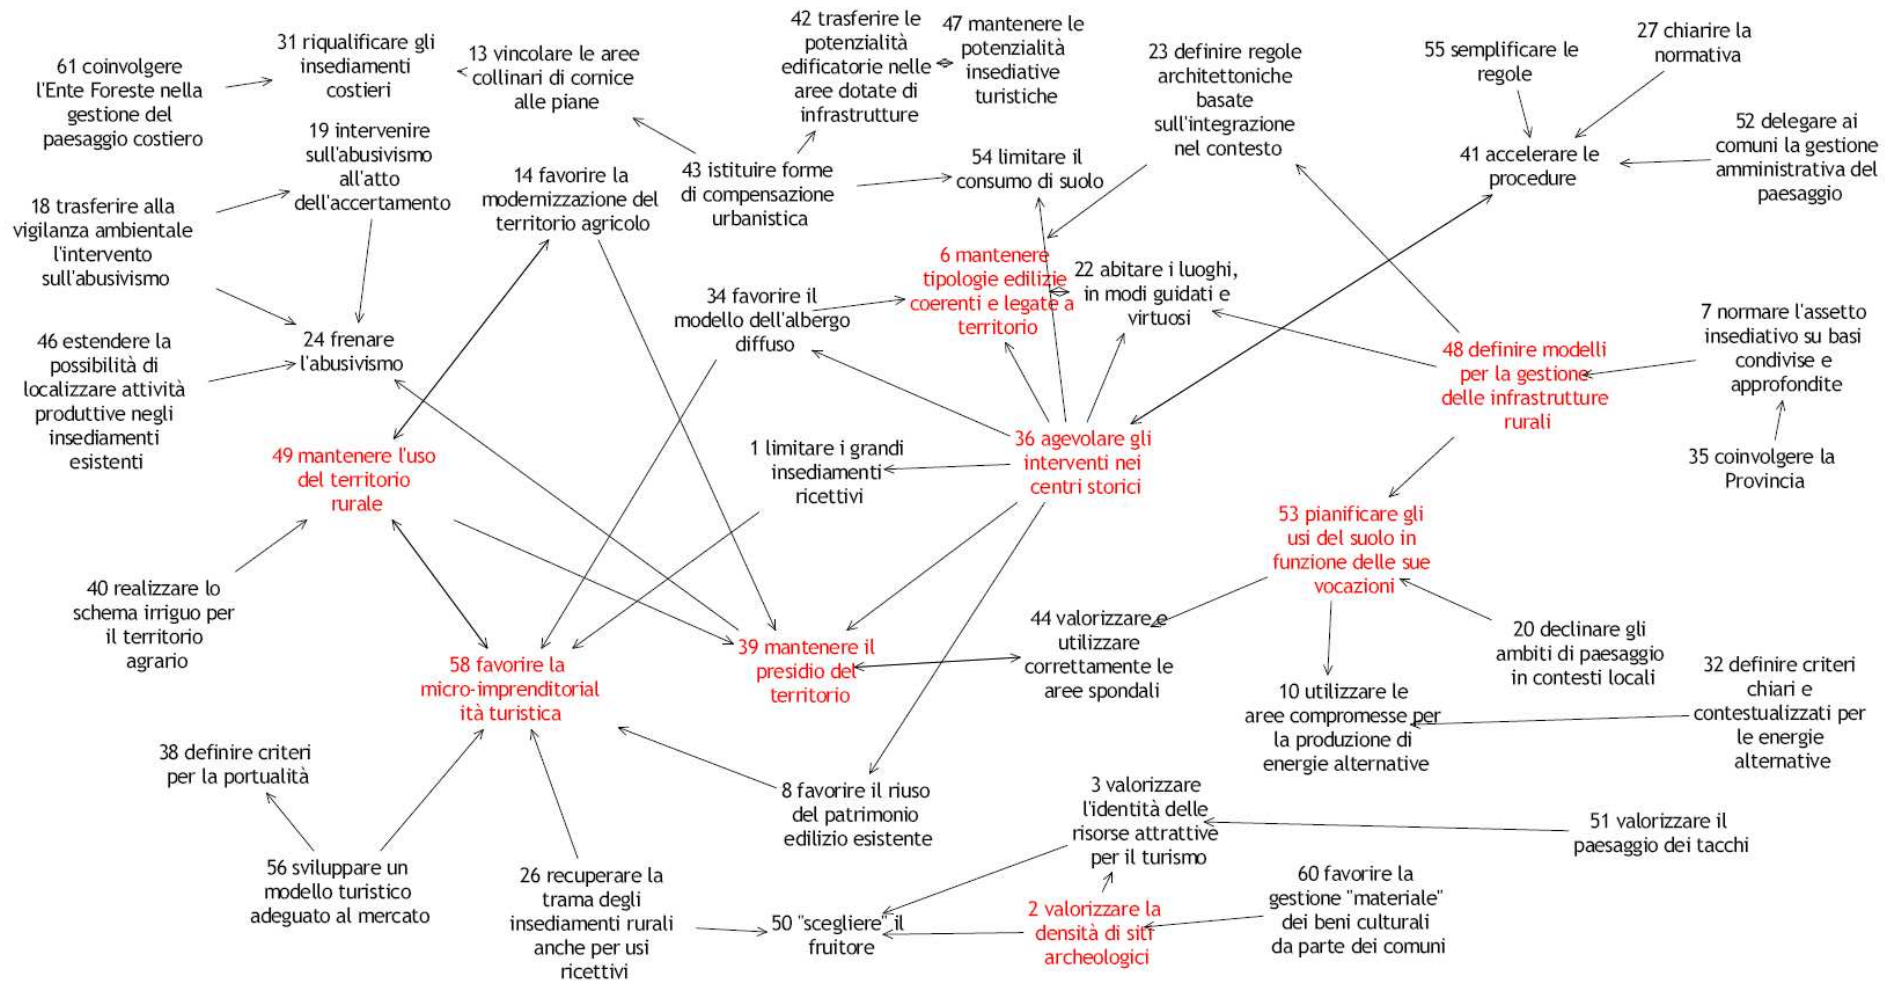 61 coinvolgere
l'Ente Foreste nella
gestione del
paesaggio costiero
31 riqualificare gli
insediamenti
costieri
13 vincolare le aree
collinari di cornice
alle piane
42 trasferire le
potenzialità
edificatorie nelle
aree dotate di
infrastrutture
47 mantenere le
potenzialità
insediative
turistiche
23 definire regole
architettoniche
basate
sull'integrazione
nel contesto
55 semplificare le
regole
27 chiarire la
normativa
19 intervenire
sull'abusivismo
all'atto
dell'accertamento
14 favorire la
modernizzazione del
territorio agricolo
43 istituire forme
di compensazione
urbanistica
54 limitare il
consumo di suolo
41 accelerare le
procedure
52 delegare ai
comuni la gestione
amministrativa del
paesaggio
18 trasferire alla
vigilanza ambientale
l'intervento
sull'abusivismo
6 mantenere
tipologie edilizie
coerenti e legate a
territorio
22 abitare i luoghi,
in modi guidati e
virtuosi
34 favorire il
modello dell'albergo
diffuso
24 frenare
l'abusivismo
46 estendere la
possibilità di
localizzare attività
produttive negli
insediamenti
esistenti
48 definire modelli
per la gestione
delle infrastrutture
rurali
7 normare l'assetto
insediativo su basi
condivise e
approfondite
49 mantenere l'uso
del territorio
rurale
1 limitare i grandi
insediamenti
ricettivi
36 agevolare gli
interventi nei
centri storici
35 coinvolgere la
Provincia
53 pianificare gli
usi del suolo in
funzione delle sue
vocazioni
40 realizzare lo
schema irriguo per
il territorio
agrario
58 favorire la
micro-imprenditorial
ità turistica
39 mantenere il
presidio del
territorio
44 valorizzare e
utilizzare
correttamente le
aree spondali
20 declinare gli
ambiti di paesaggio
in contesti locali
10 utilizzare le
aree compromesse per
la produzione di
energie alternative
32 definire criteri
chiari e
contestualizzati per
le energie
alternative
38 definire criteri
per la portualità
8 favorire il riuso
del patrimonio
edilizio esistente
3 valorizzare
l'identità delle
risorse attrattive
per il turismo
51 valorizzare il
paesaggio dei tacchi
56 sviluppare un
modello turistico
adeguato al mercato
26 recuperare la
trama degli
insediamenti rurali
anche per usi
ricettivi
50 "scegliere" il
fruitore
2 valorizzare la
densità di siti
archeologici
60 favorire la
gestione "materiale"
dei beni culturali
da parte dei comuni